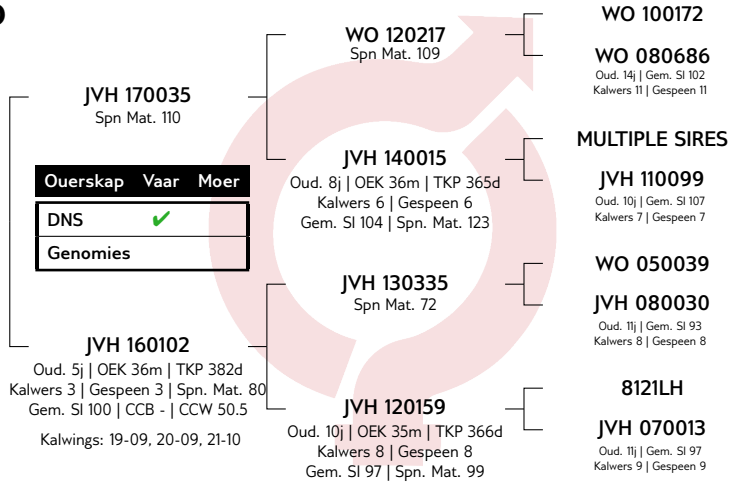 WO 100172
WO 120217
Spn Mat. 109
WO 080686
Oud. 14j | Gem. SI 102
Kalwers 11 | Gespeen 11
JVH 170035
Spn Mat. 110
MULTIPLE SIRES
JVH 140015
Oud. 8j | OEK 36m | TKP 365d
Kalwers 6 | Gespeen 6
Gem. SI 104 | Spn. Mat. 123
JVH 110099
Oud. 10j | Gem. SI 107
Kalwers 7 | Gespeen 7
Ouerskap Vaar Moer
DNS ✔
Genomies
WO 050039
JVH 130335
Spn Mat. 72
JVH 080030
Oud. 11j | Gem. SI 93
Kalwers 8 | Gespeen 8
JVH 160102
Oud. 5j | OEK 36m | TKP 382d
Kalwers 3 | Gespeen 3 | Spn. Mat. 80
Gem. SI 100 | CCB - | CCW 50.5
Kalwings: 19-09, 20-09, 21-10
8121LH
JVH 120159
Oud. 10j | OEK 35m | TKP 366d
Kalwers 8 | Gespeen 8
Gem. SI 97 | Spn. Mat. 99
JVH 070013
Oud. 11j | Gem. SI 97
Kalwers 9 | Gespeen 9